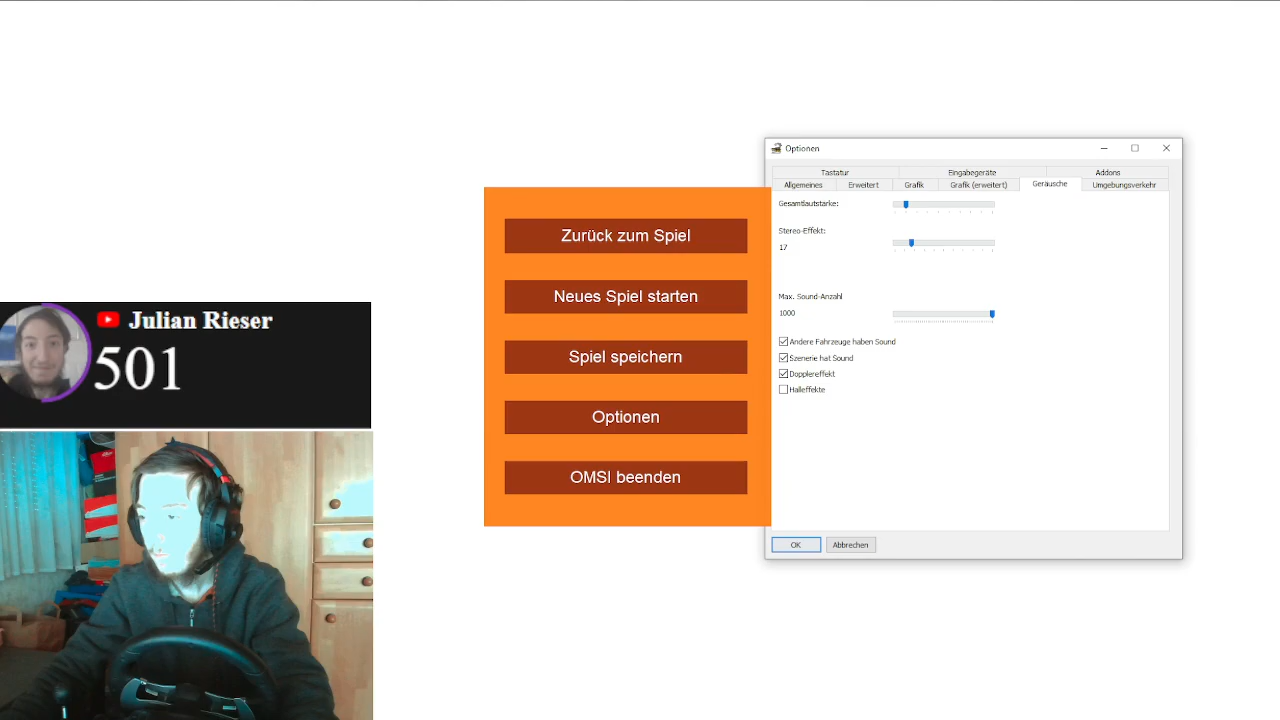 Optionen
Tastatur
Eingabegeräte
Addons
Allgemeines
Erweitert
Grafik
Grafik (erweitert)
Geräusche
Umgebungsverkehr
Gesamtlautstärke:
Stereo-Effekt:
17
Max. Sound-Anzahl
1000
Andere Fahrzeuge haben Sound
Szenerie hat Sound
Dopplereffekt
Halleffekte
OK
Abbrechen
Zurück zum Spiel
Neues Spiel starten
Spiel speichern
Optionen
OMSI beenden
Julian Rieser
501